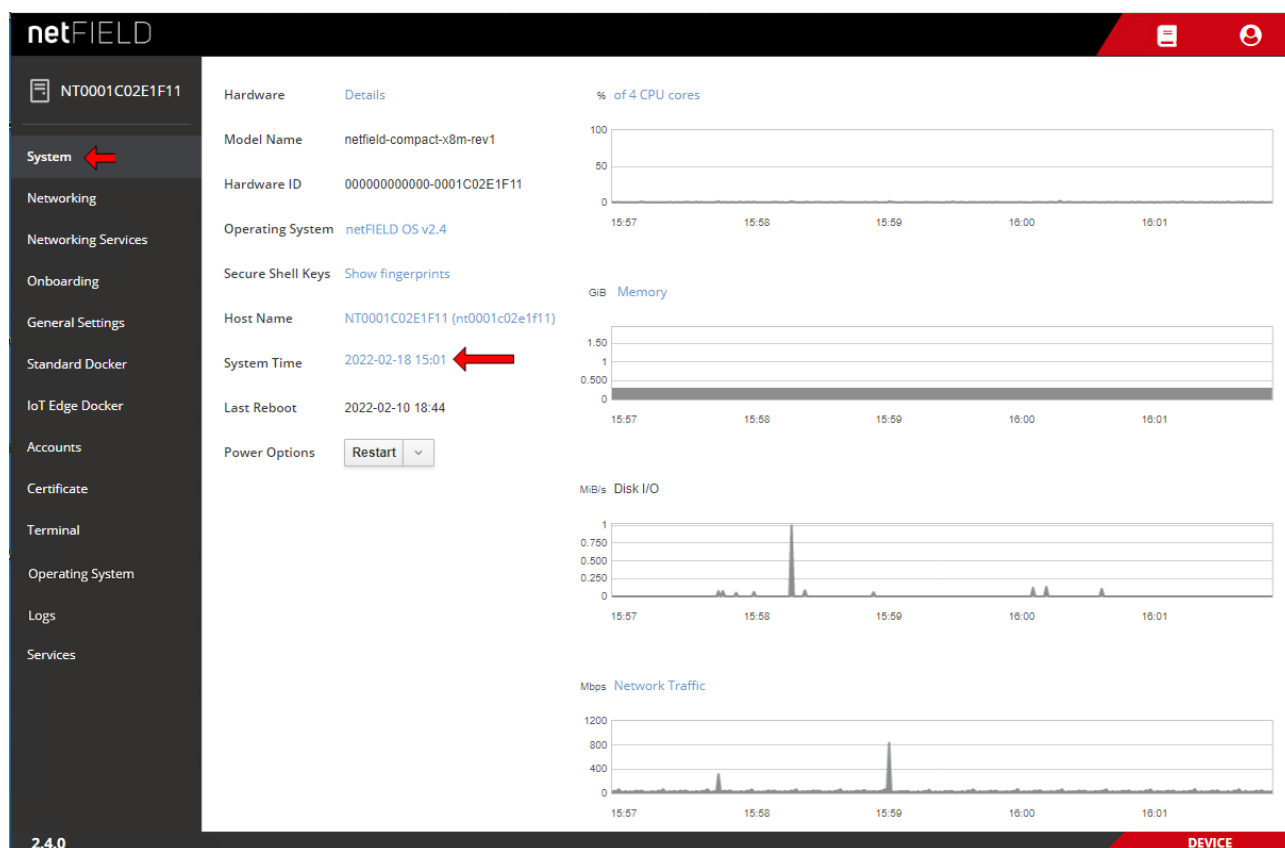 netFIELD
NT0001C02E1F11
System
Networking
Networking Services
Onboarding
General Settings
Standard Docker
IoT Edge Docker
Accounts
Certificate
Terminal
Operating System
Logs
Services
2.4.0
Hardware Details
Model Name netfield-compact-x8m-rev1
Hardware ID 000000000000-0001C02E1F11
Operating System netFIELD OS v2.4
Secure Shell Keys Show fingerprints
Host Name NT0001C02E1F11 (nt0001c02e1f11)
System Time 2022-02-18 15:01
Last Reboot 2022-02-10 18:44
Power Options Restart
% of 4 CPU cores
100
50
0
15:57 15:58 15:59 16:00 16:01
GiB Memory
1.50
1
0.500
0
15:57 15:58 15:59 16:00 16:01
MiB/s Disk I/O
1
0.750
0.500
0.250
0
15:57 15:58 15:59 16:00 16:01
Mbps Network Traffic
1200
800
400
0
15:57 15:58 15:59 16:00 16:01
DEVICE